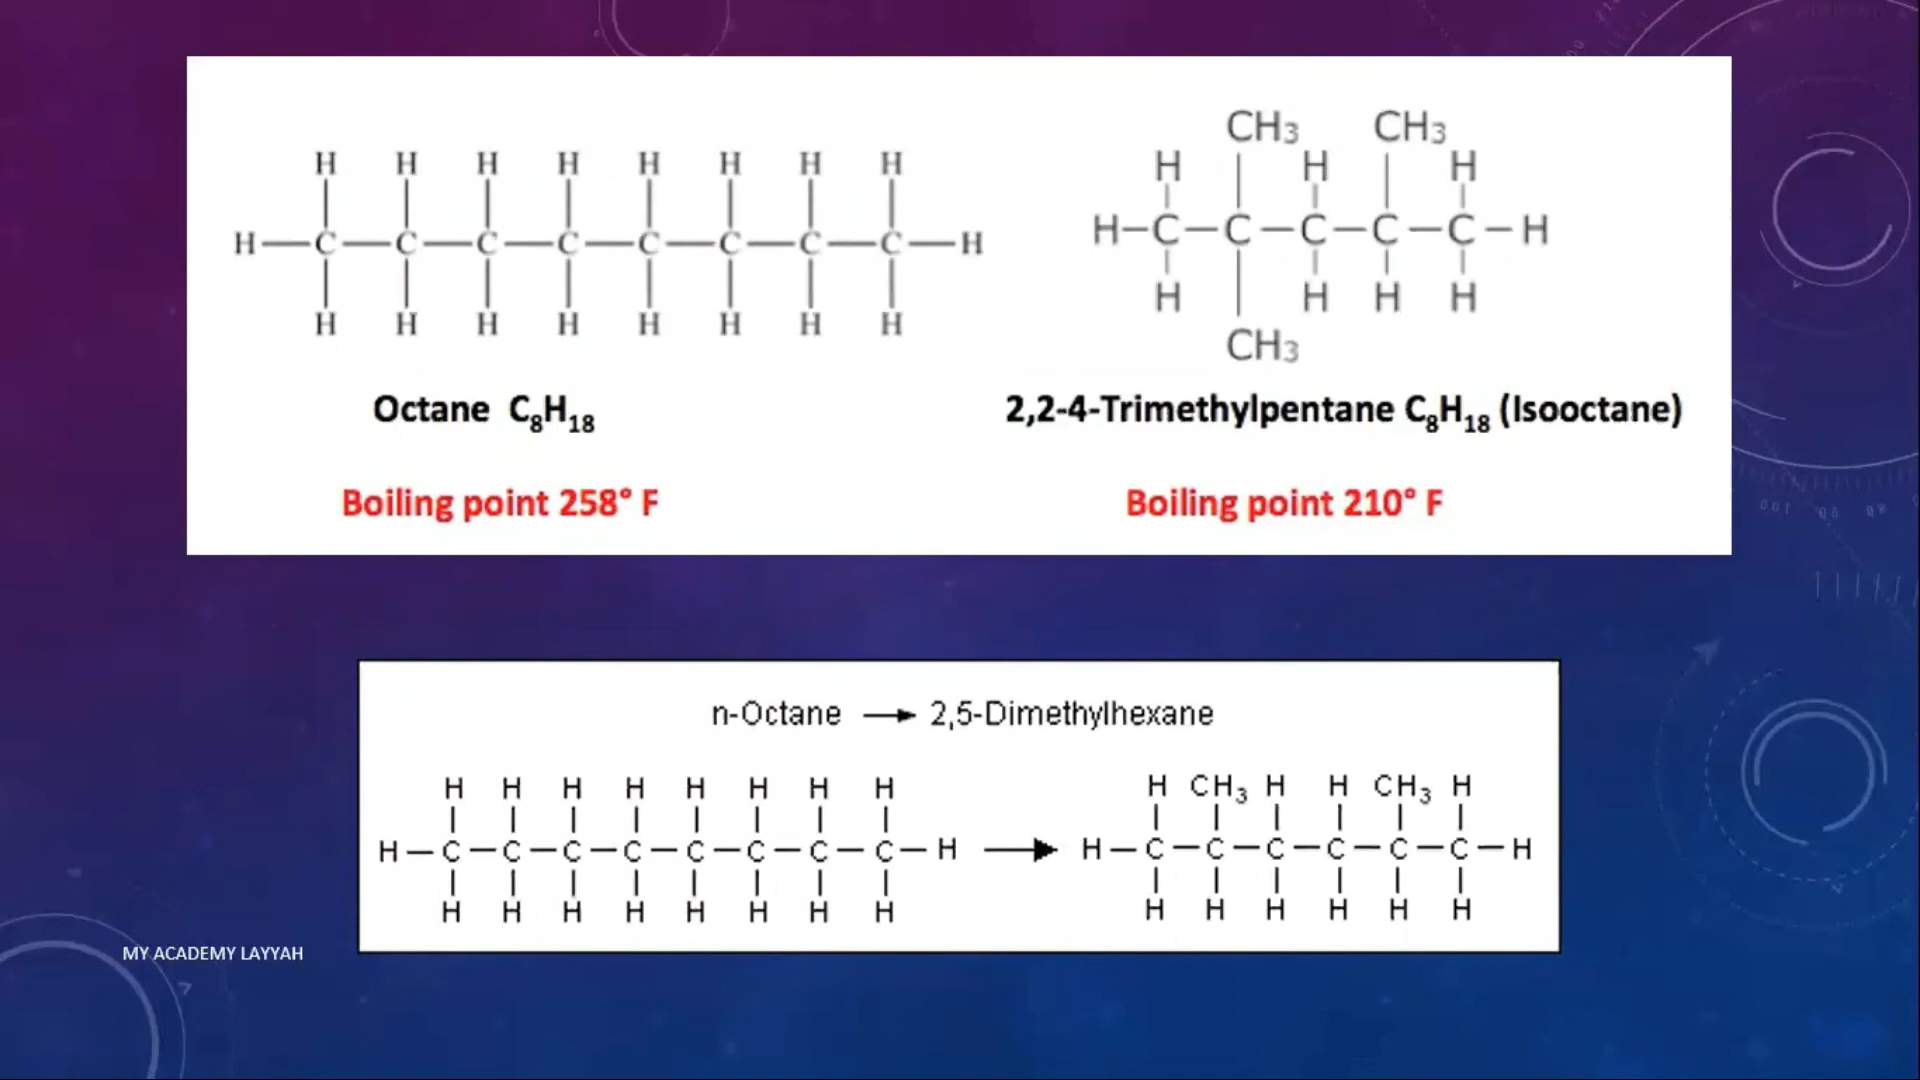 CH₃ CH₃
H H H H H H H H H H H
H—C—C—C—C—C—C—C—C—H H—C—C—C—C—C—H
H H H H H H H H H H H H
CH₃
Octane C₈H₁₈ 2,2-4-Trimethylpentane C₈H₁₈ (Isooctane)
Boiling point 258° F Boiling point 210° F
n-Octane → 2,5-Dimethylhexane
H H H H H H H H H CH₃ H H CH₃ H
H—C—C—C—C—C—C—C—C—H → H—C—C—C—C—C—C—H
H H H H H H H H H H H H H H
MY ACADEMY LAYYAH